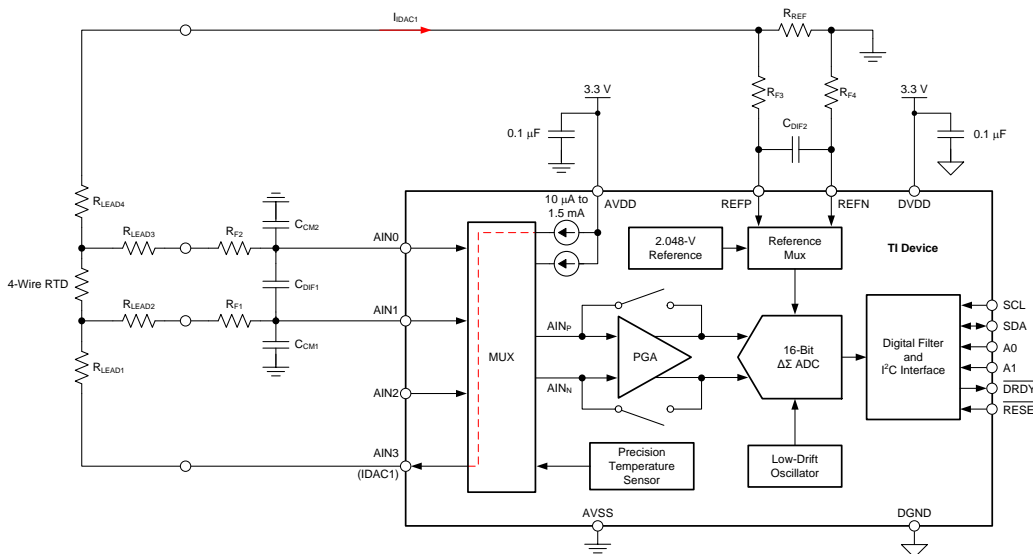 I_IDAC1
R_REF
R_F3
R_F4
3.3 V
3.3 V
C_DIF2
0.1 μF
0.1 μF
R_LEAD4
10 μA to
1.5 mA
AVDD
REFP
REFN
DVDD
C_CM2
R_LEAD3
R_F2
AIN0
2.048-V
Reference
Reference
Mux
TI Device
4-Wire RTD
C_DIF1
R_LEAD2
R_F1
AIN1
C_CM1
R_LEAD1
MUX
AIN_P
AIN_N
PGA
16-Bit
ΔΣ ADC
Digital Filter
and
I²C Interface
SCL
SDA
A0
A1
DRDY
RESE
AIN2
AIN3
(IDAC1)
Precision
Temperature
Sensor
Low-Drift
Oscillator
AVSS
DGND